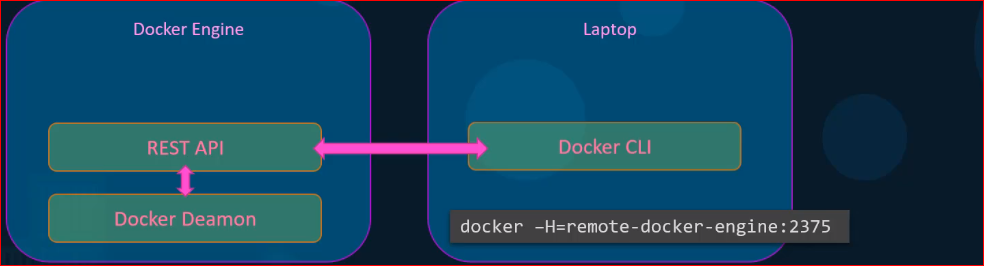 Docker Engine
Laptop
REST API
Docker CLI
Docker Deamon
docker –H=remote-docker-engine:2375